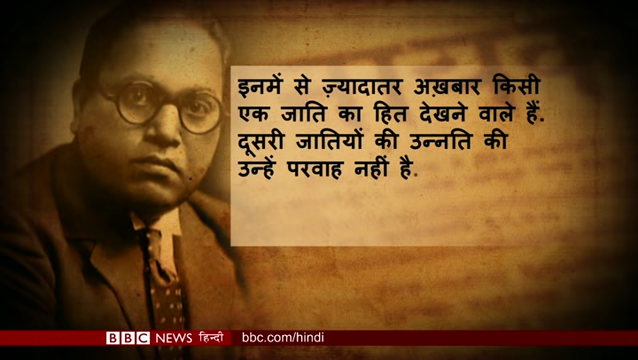 इनमें से ज़्यादातर अख़बार किसी
एक जाति का हित देखने वाले हैं.
दूसरी जातियों की उन्नति की
उन्हें परवाह नहीं है.
BBC NEWS हिन्दी bbc.com/hindi